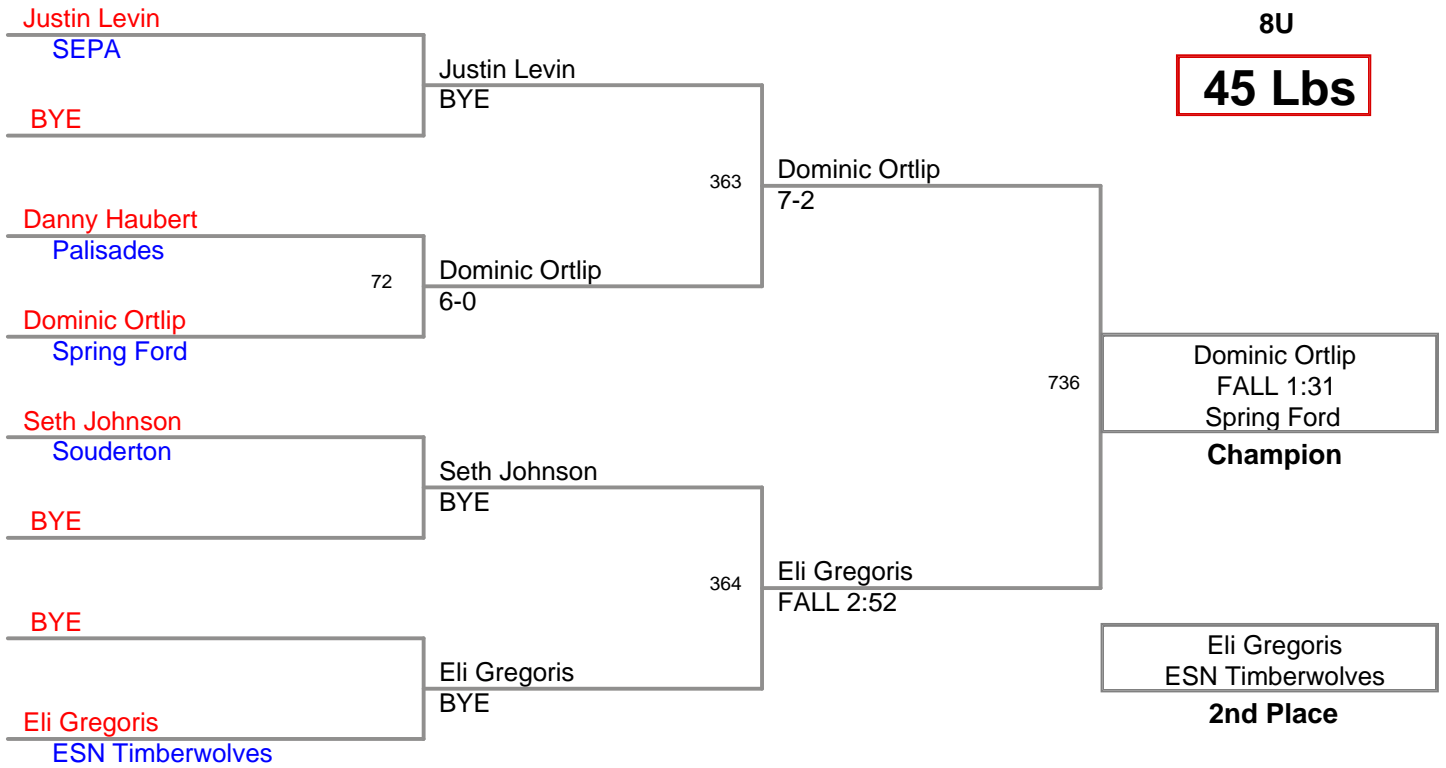 Justin Levin
SEPA
BYE
Danny Haubert
Palisades
Dominic Ortlip
Spring Ford
Seth Johnson
Souderton
BYE
BYE
Eli Gregoris
ESN Timberwolves
72
Justin Levin
BYE
Dominic Ortlip
6-0
Seth Johnson
BYE
Eli Gregoris
BYE
363
364
Dominic Ortlip
7-2
Eli Gregoris
FALL 2:52
736
8U
45 Lbs
Dominic Ortlip
FALL 1:31
Spring Ford
Champion
Eli Gregoris
ESN Timberwolves
2nd Place